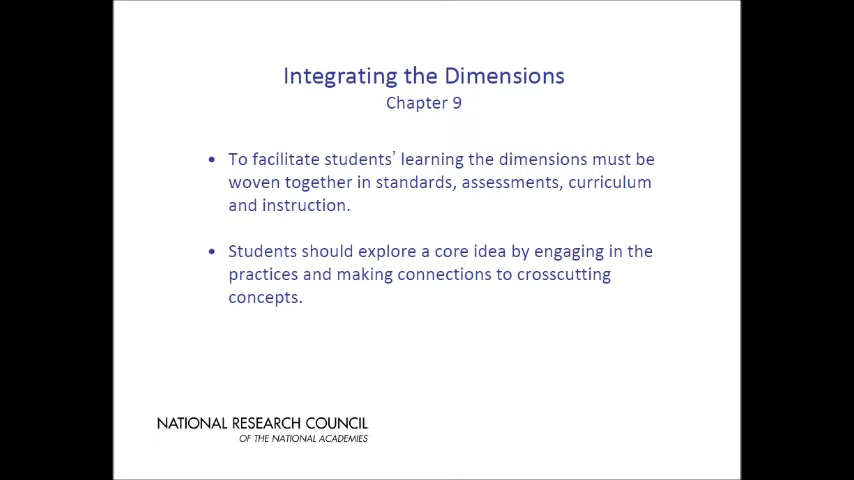 Integrating the Dimensions
Chapter 9
• To facilitate students’ learning the dimensions must be
woven together in standards, assessments, curriculum
and instruction.
• Students should explore a core idea by engaging in the
practices and making connections to crosscutting
concepts.
NATIONAL RESEARCH COUNCIL
OF THE NATIONAL ACADEMIES